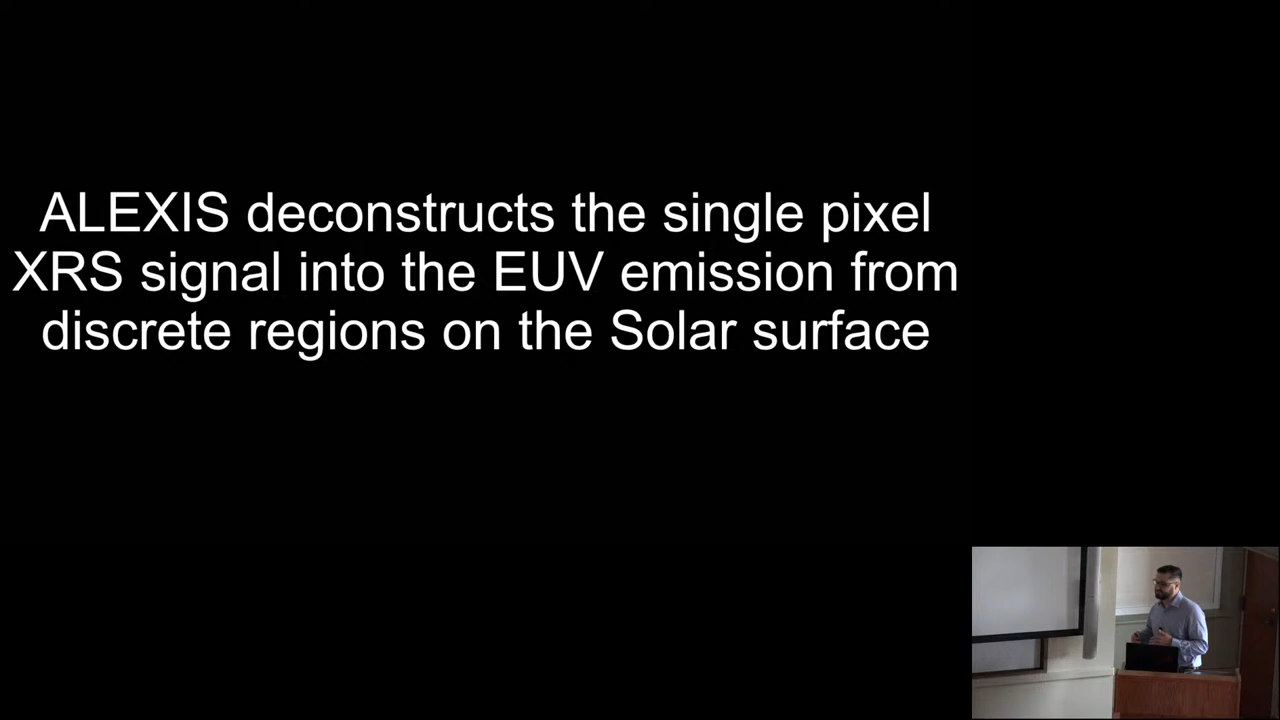 ALEXIS deconstructs the single pixel
XRS signal into the EUV emission from
discrete regions on the Solar surface